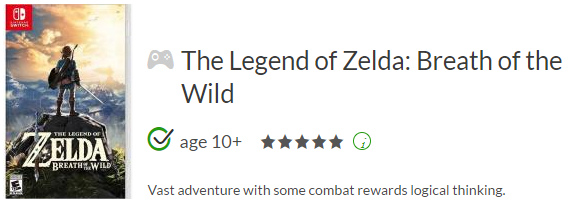 The Legend of Zelda: Breath of the
Wild
age 10+
Vast adventure with some combat rewards logical thinking.
NINTENDO
SWITCH
THE LEGEND OF
ZELDA
BREATH OF THE WILD
E